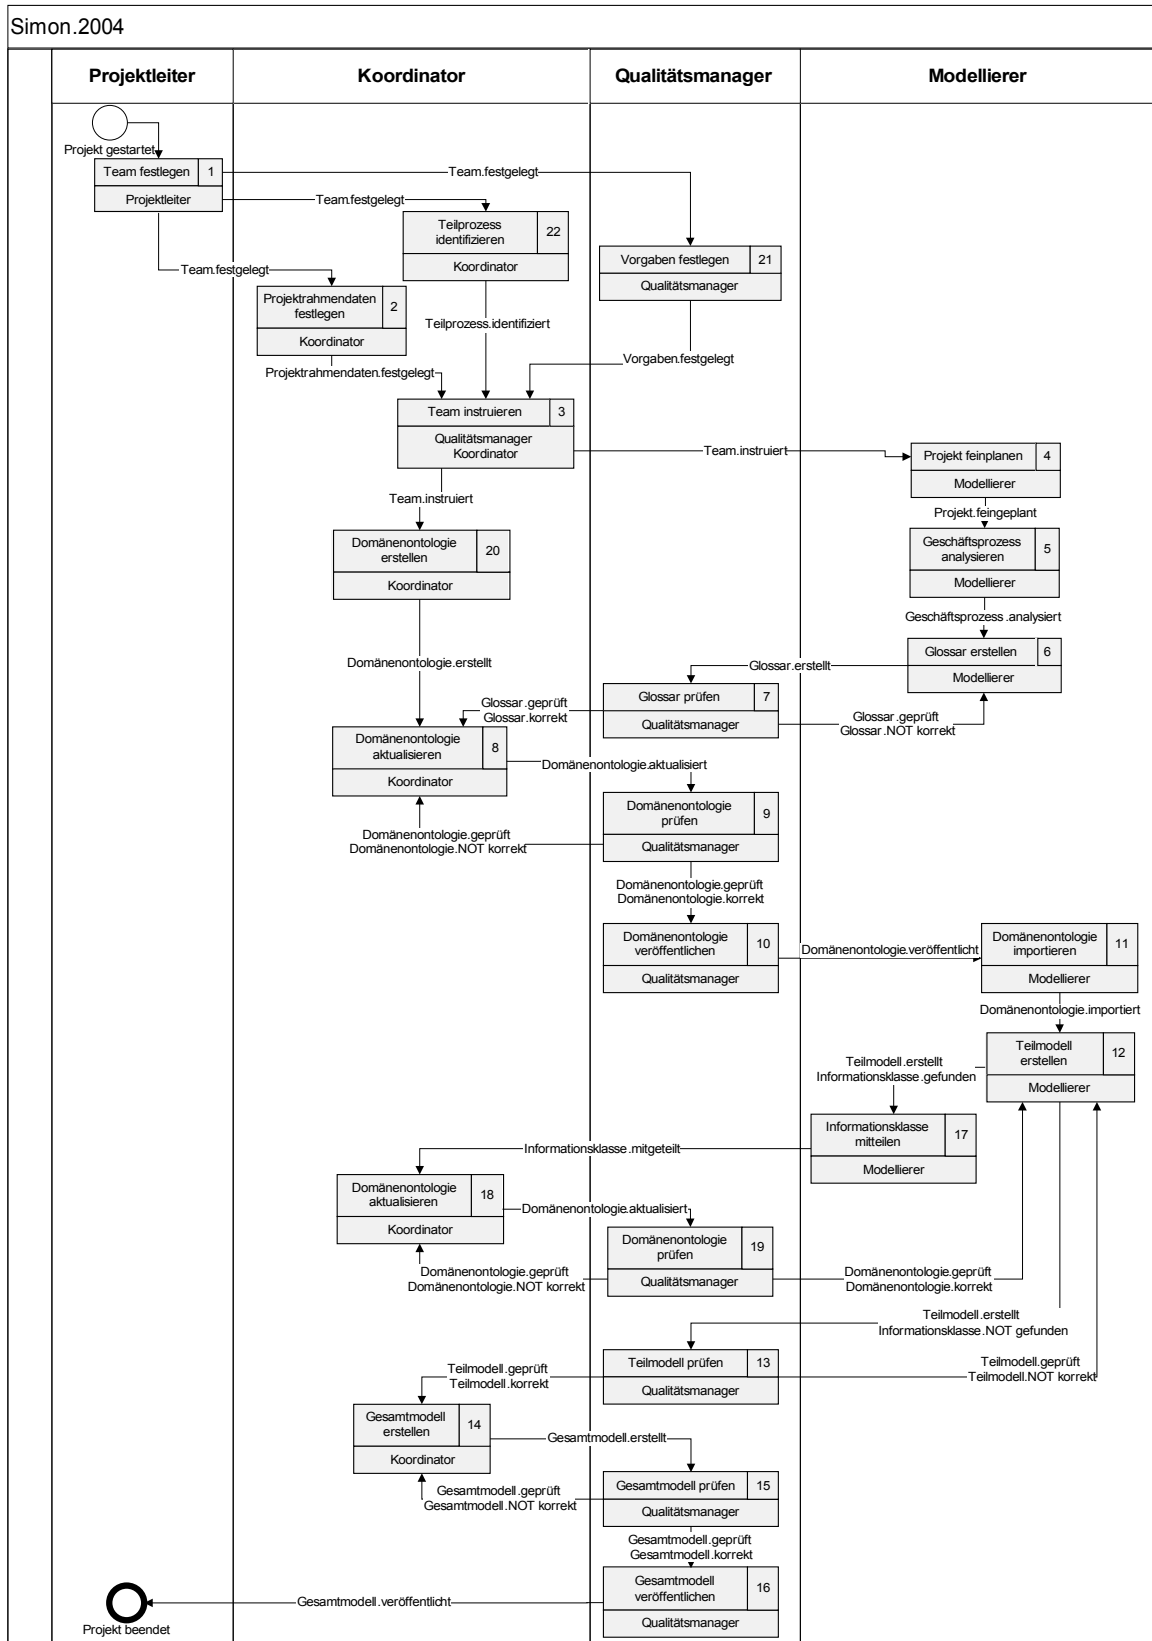 Simon.2004
Projektleiter
Koordinator
Qualitätsmanager
Modellierer
Projekt gestartet
Team festlegen
1
Projektleiter
Team.festgelegt
Team.festgelegt
Team.festgelegt
Teilprozess
identifizieren
22
Koordinator
Vorgaben festlegen
21
Qualitätsmanager
Projektrahmendaten
festlegen
2
Koordinator
Teilprozess.identifiziert
Vorgaben.festgelegt
Projektrahmendaten.festgelegt
Team instruieren
3
Qualitätsmanager
Koordinator
Team.instruiert
Projekt feinplanen
4
Modellierer
Team.instruiert
Projekt.feingeplant
Domänenontologie
erstellen
20
Koordinator
Geschäftsprozess
analysieren
5
Modellierer
Geschäftsprozess.analysiert
Domänenontologie.erstellt
Glossar erstellen
6
Modellierer
Glossar.erstellt
Glossar prüfen
7
Qualitätsmanager
Glossar.geprüft
Glossar.korrekt
Glossar.geprüft
Glossar.NOT korrekt
Domänenontologie
aktualisieren
8
Koordinator
Domänenontologie.aktualisiert
Domänenontologie
prüfen
9
Qualitätsmanager
Domänenontologie.geprüft
Domänenontologie.NOT korrekt
Domänenontologie.geprüft
Domänenontologie.korrekt
Domänenontologie
veröffentlichen
10
Qualitätsmanager
Domänenontologie.veröffentlicht
Domänenontologie
importieren
11
Modellierer
Domänenontologie.importiert
Teilmodell
erstellen
12
Modellierer
Teilmodell.erstellt
Informationsklasse.gefunden
Informationsklasse
mitteilen
17
Modellierer
Informationsklasse.mitgeteilt
Domänenontologie
aktualisieren
18
Koordinator
Domänenontologie.aktualisiert
Domänenontologie
prüfen
19
Qualitätsmanager
Domänenontologie.geprüft
Domänenontologie.NOT korrekt
Domänenontologie.geprüft
Domänenontologie.korrekt
Teilmodell.erstellt
Informationsklasse.NOT gefunden
Teilmodell prüfen
13
Qualitätsmanager
Teilmodell.geprüft
Teilmodell.korrekt
Teilmodell.geprüft
Teilmodell.NOT korrekt
Gesamtmodell
erstellen
14
Koordinator
Gesamtmodell.erstellt
Gesamtmodell prüfen
15
Qualitätsmanager
Gesamtmodell.geprüft
Gesamtmodell.NOT korrekt
Gesamtmodell.geprüft
Gesamtmodell.korrekt
Gesamtmodell
veröffentlichen
16
Qualitätsmanager
Gesamtmodell.veröffentlicht
Projekt beendet